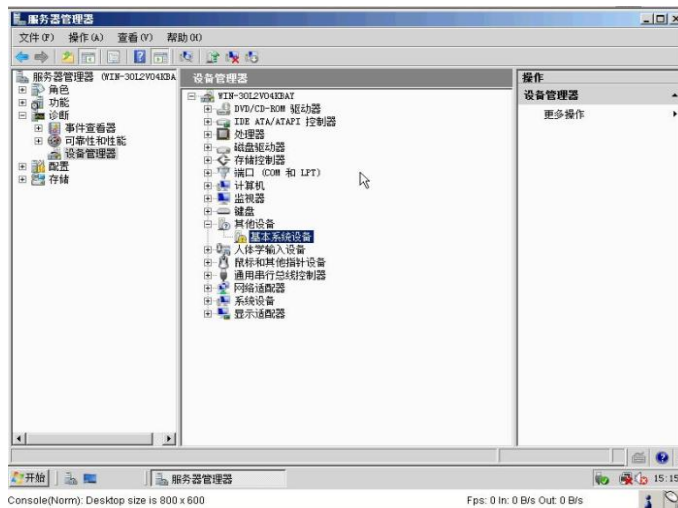 服务器管理器
文件(F) 操作(A) 查看(V) 帮助(H)
服务器管理器 (WIN-3OL2VO4KBA
角色
功能
诊断
事件查看器
可靠性和性能
设备管理器
配置
存储
设备管理器
WIN-3OL2VO4KBAY
DVD/CD-ROM 驱动器
IDE ATA/ATAPI 控制器
处理器
磁盘驱动器
存储控制器
端口 (COM 和 LPT)
计算机
监视器
键盘
其他设备
基本系统设备
人体学输入设备
鼠标和其他指针设备
通用串行总线控制器
网络适配器
系统设备
显示适配器
操作
设备管理器
更多操作
开始 服务器管理器 15:15
Console(Norm): Desktop size is 800 x 600 Fps: 0 In: 0 B/s Out: 0 B/s